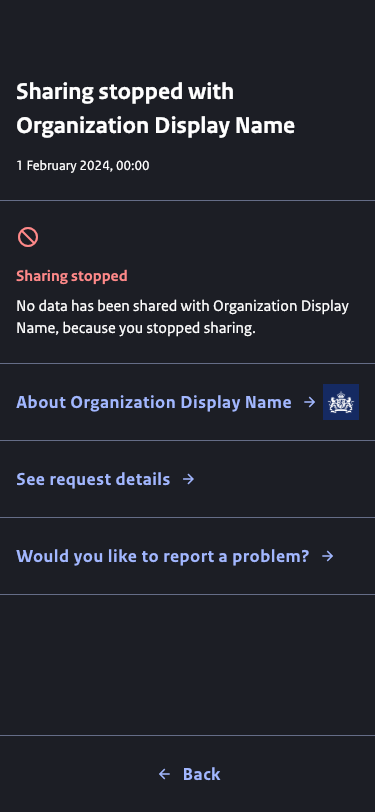 Sharing stopped with
Organization Display Name
1 February 2024, 00:00
Sharing stopped
No data has been shared with Organization Display
Name, because you stopped sharing.
About Organization Display Name
See request details
Would you like to report a problem?
Back